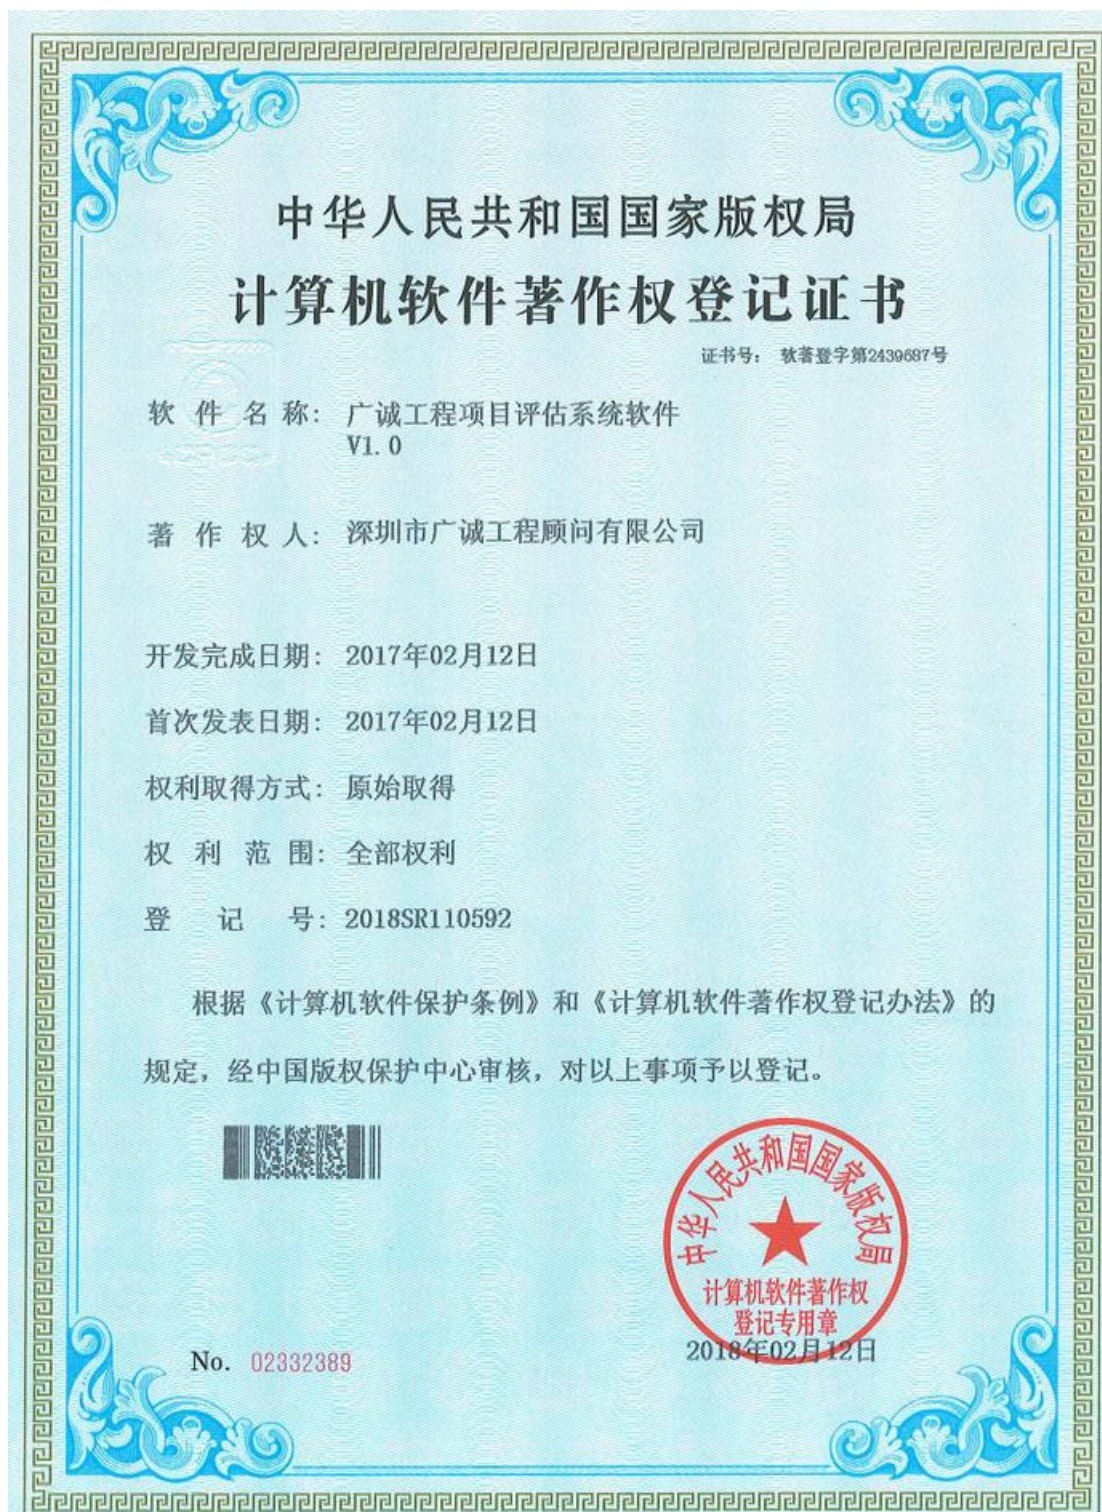 中华人民共和国国家版权局
计算机软件著作权登记证书
证书号： 软著登字第2439687号
软件名称： 广诚工程项目评估系统软件
V1.0
著作权人： 深圳市广诚工程顾问有限公司
开发完成日期： 2017年02月12日
首次发表日期： 2017年02月12日
权利取得方式： 原始取得
权利范围： 全部权利
登记号： 2018SR110592
根据《计算机软件保护条例》和《计算机软件著作权登记办法》的
规定，经中国版权保护中心审核，对以上事项予以登记。
中华人民共和国国家版权局
计算机软件著作权
登记专用章
2018年02月12日
No. 02332389